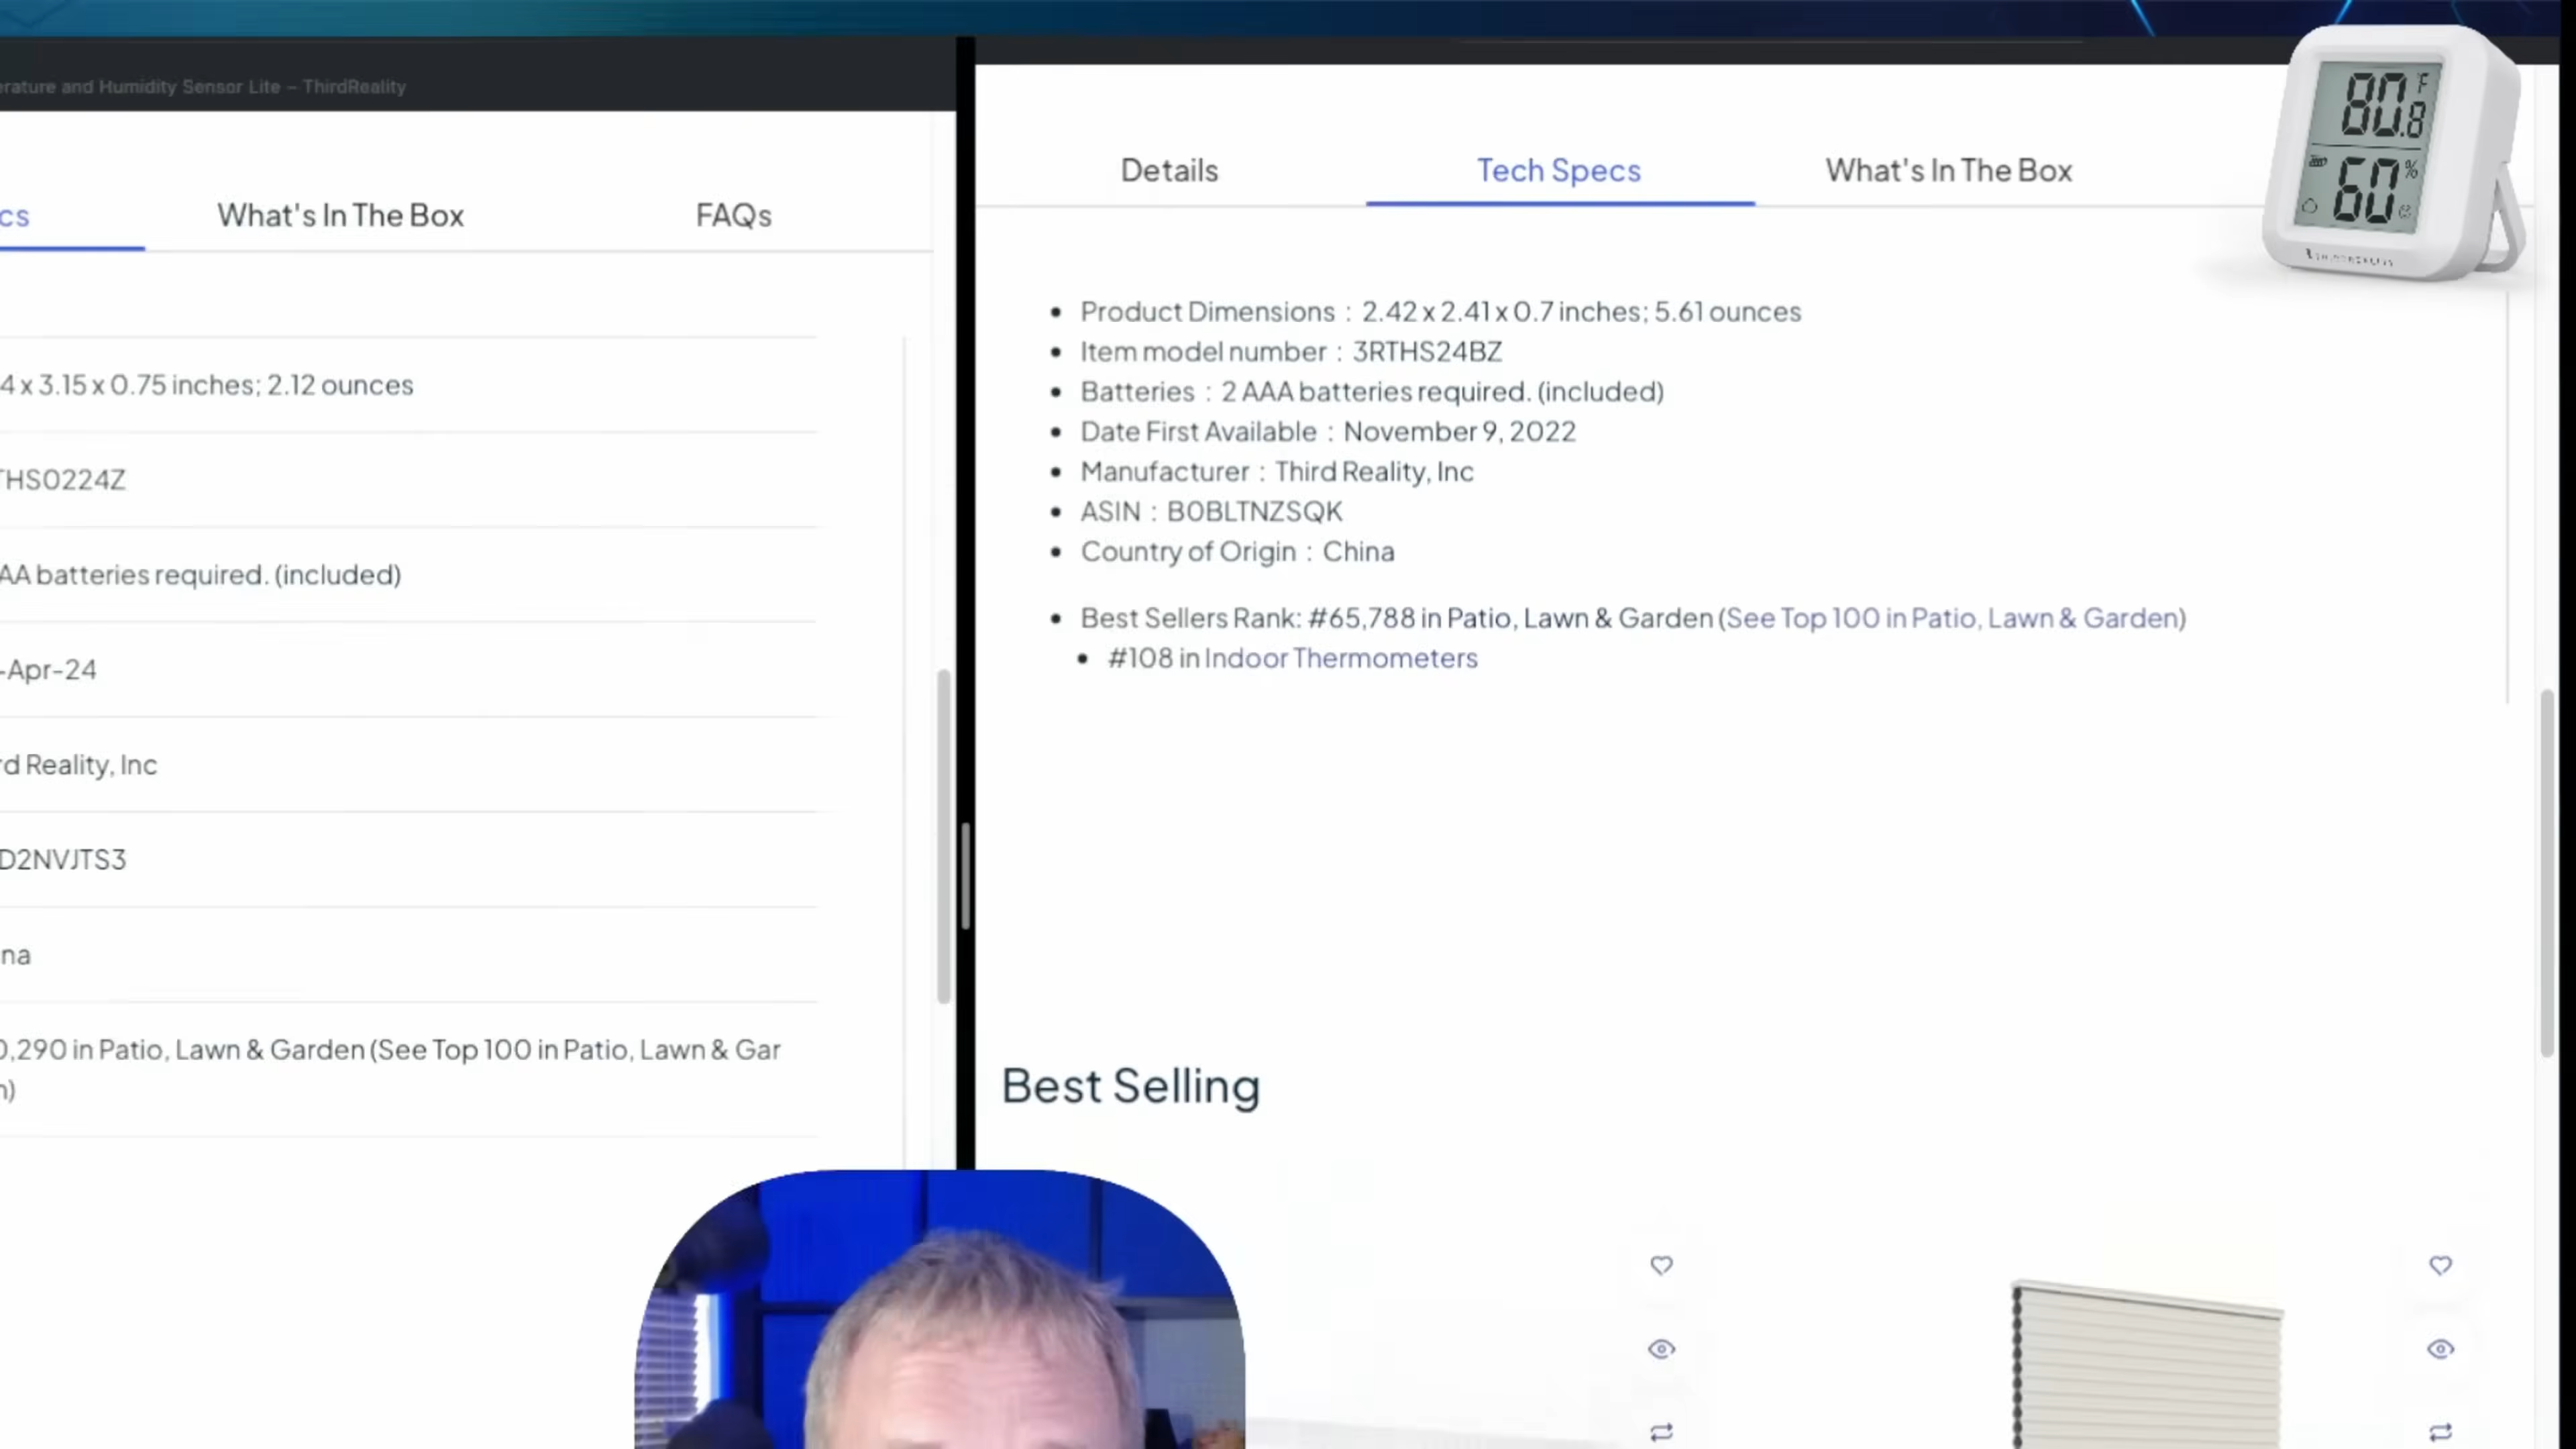 erature and Humidity Sensor Lite – ThirdReality
cs
What's In The Box
FAQs
4 x 3.15 x 0.75 inches; 2.12 ounces
THS0224Z
AA batteries required. (included)
-Apr-24
rd Reality, Inc
D2NVJTS3
na
0,290 in Patio, Lawn & Garden (See Top 100 in Patio, Lawn & Gar
n)
Details
Tech Specs
What's In The Box
Product Dimensions : 2.42 x 2.41 x 0.7 inches; 5.61 ounces
Item model number : 3RTHS24BZ
Batteries : 2 AAA batteries required. (included)
Date First Available : November 9, 2022
Manufacturer : Third Reality, Inc
ASIN : B0BLTNZSQK
Country of Origin : China
Best Sellers Rank: #65,788 in Patio, Lawn & Garden (See Top 100 in Patio, Lawn & Garden)
#108 in Indoor Thermometers
Best Selling
80.8 °F
60 %
THIRDREALITY